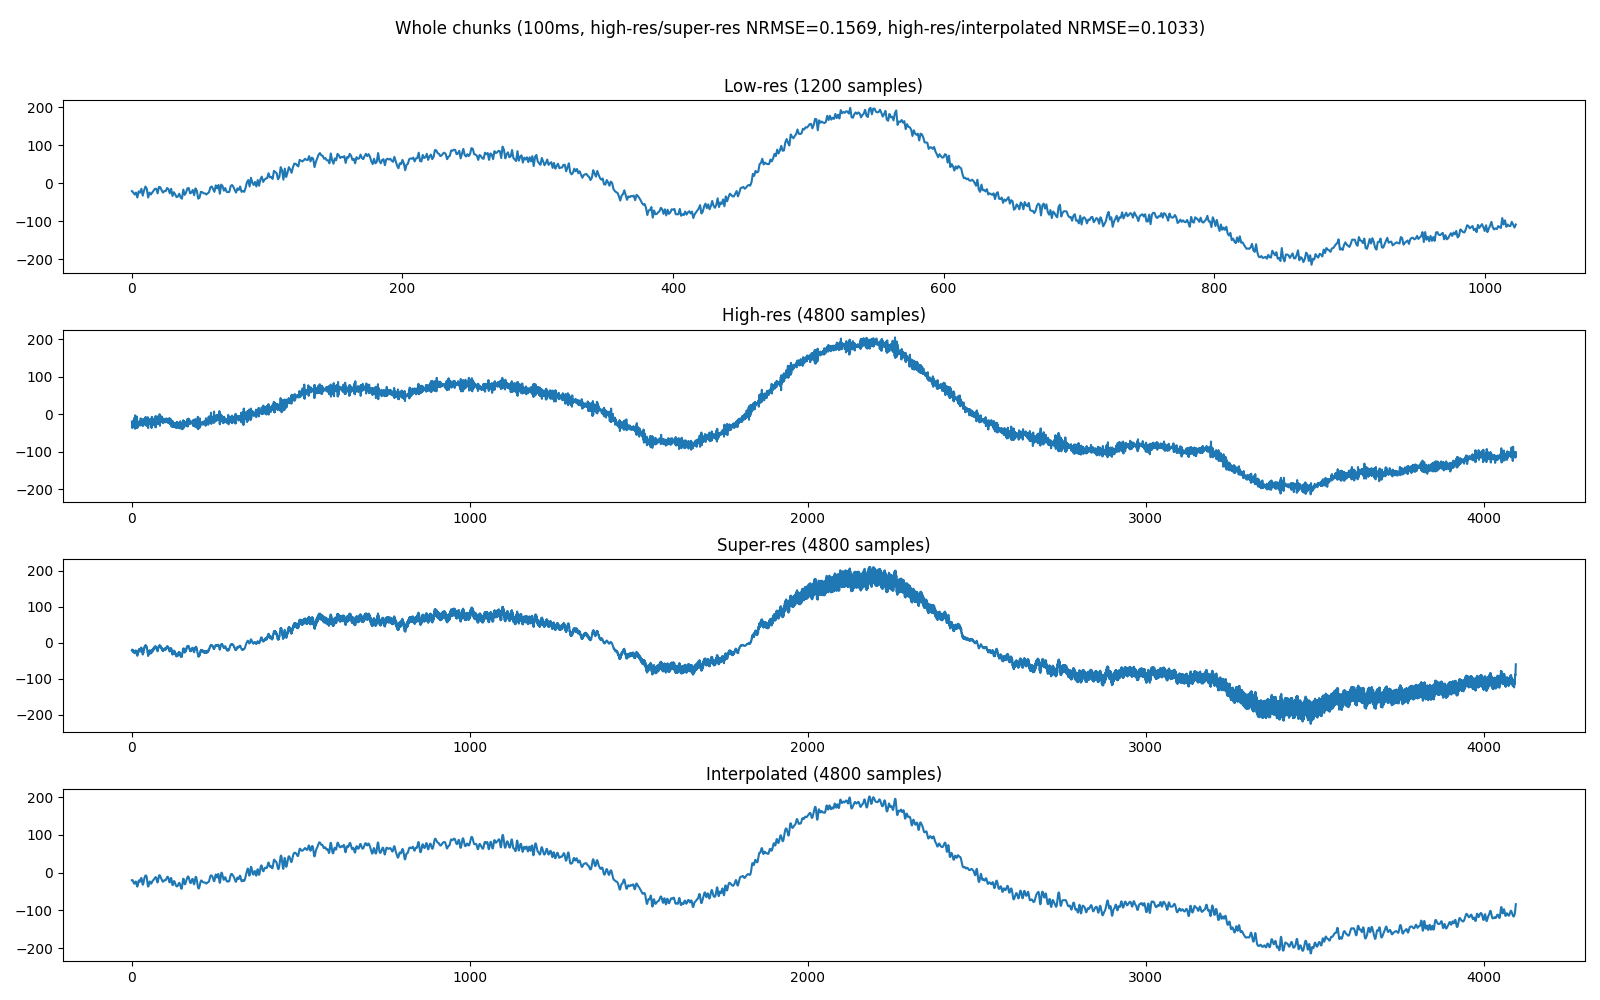 Whole chunks (100ms, high-res/super-res NRMSE=0.1569, high-res/interpolated NRMSE=0.1033)
Low-res (1200 samples)
200
100
0
−100
−200
0 200 400 600 800 1000
High-res (4800 samples)
200
100
0
−100
−200
0 1000 2000 3000 4000
Super-res (4800 samples)
200
100
0
−100
−200
0 1000 2000 3000 4000
Interpolated (4800 samples)
200
100
0
−100
−200
0 1000 2000 3000 4000